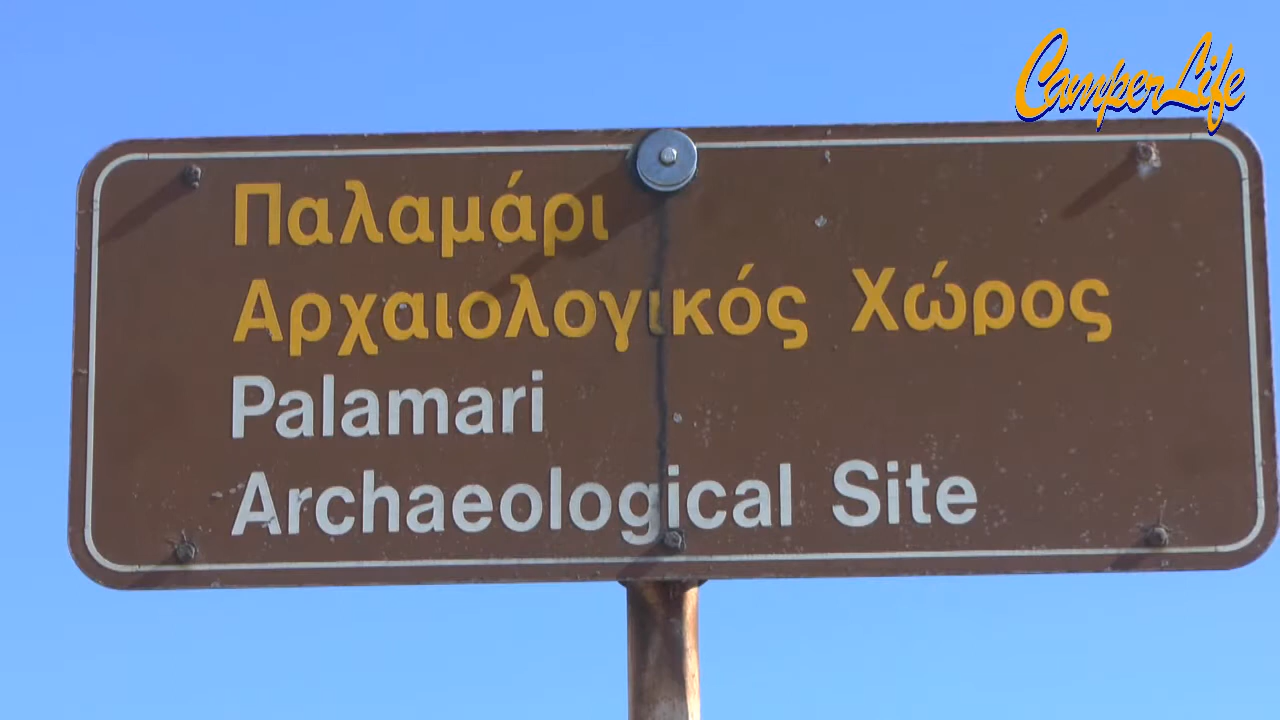 CamperLife
Παλαμάρι
Αρχαιολογικός Χώρος
Palamari
Archaeological Site